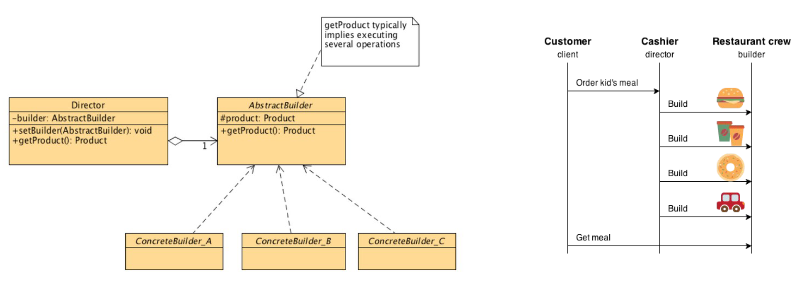 getProduct typically
implies executing
several operations
Director
-builder: AbstractBuilder
+setBuilder(AbstractBuilder): void
+getProduct(): Product
1
AbstractBuilder
#product: Product
+getProduct(): Product
ConcreteBuilder_A
ConcreteBuilder_B
ConcreteBuilder_C
Customer
client
Cashier
director
Restaurant crew
builder
Order kid's meal
Build
Build
Build
Build
Get meal